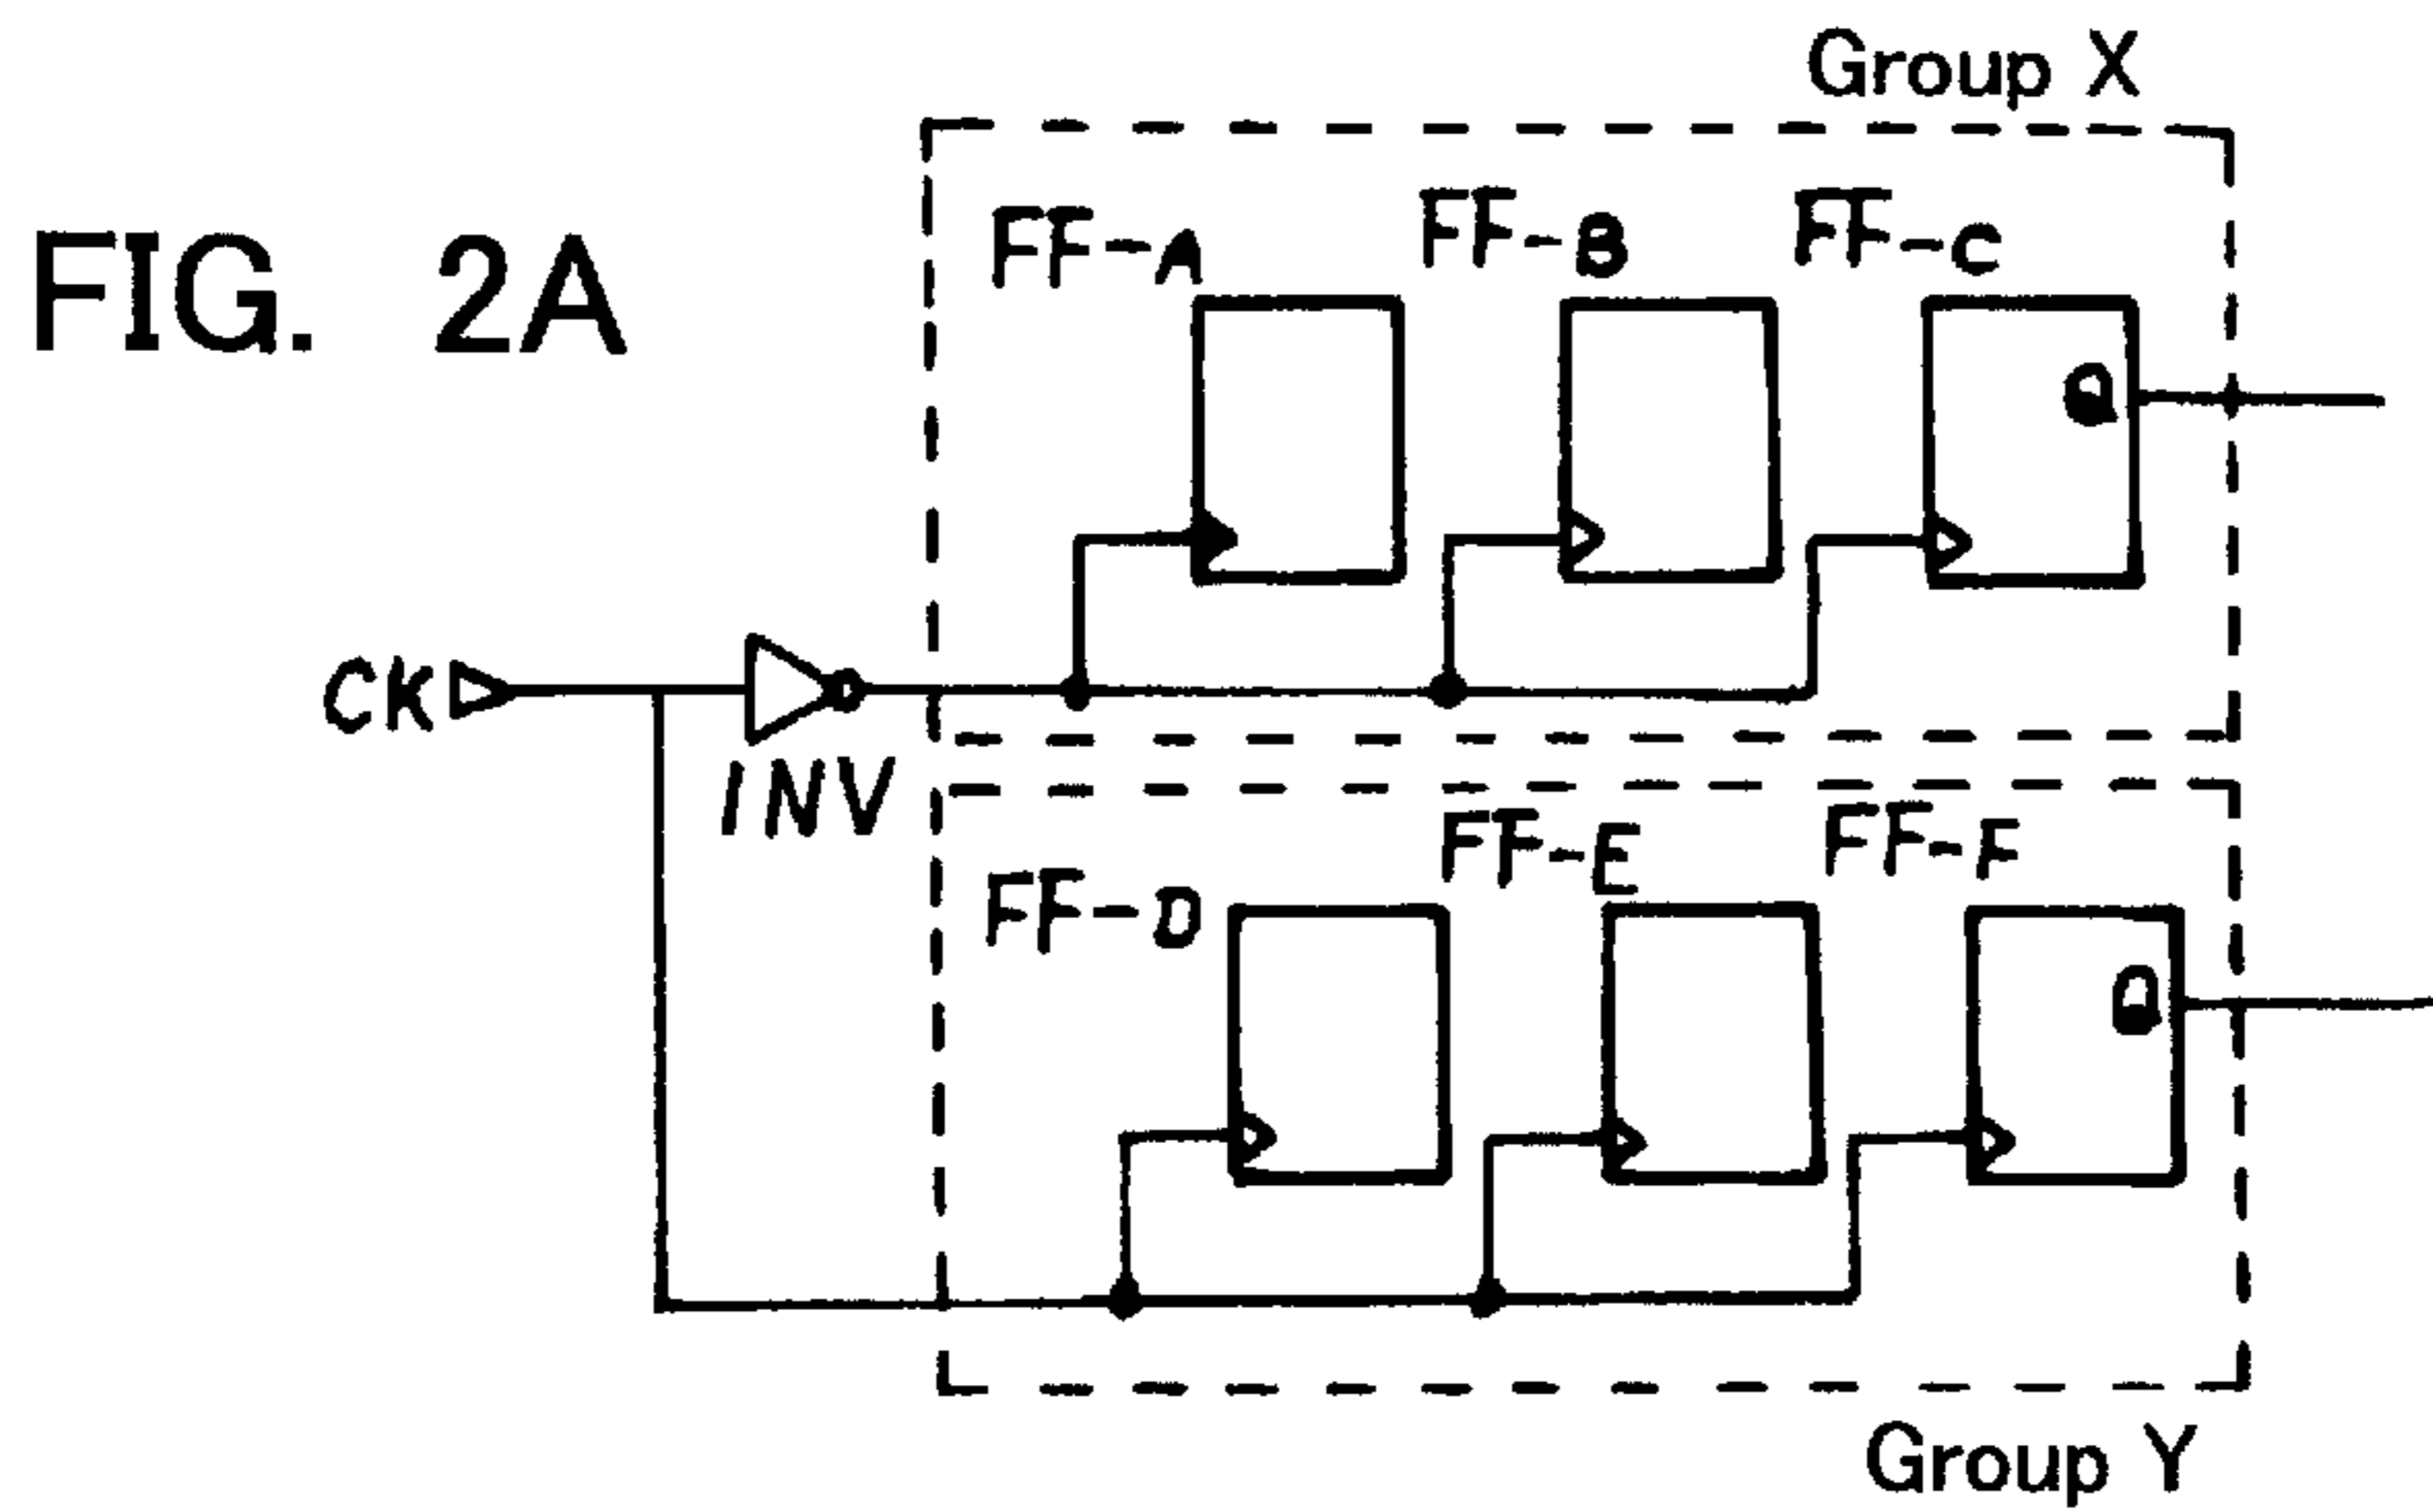 Group X
FIG. 2A
FF-A
FF-B
FF-C
Q
CK
INV
FF-D
FF-E
FF-F
Q
Group Y